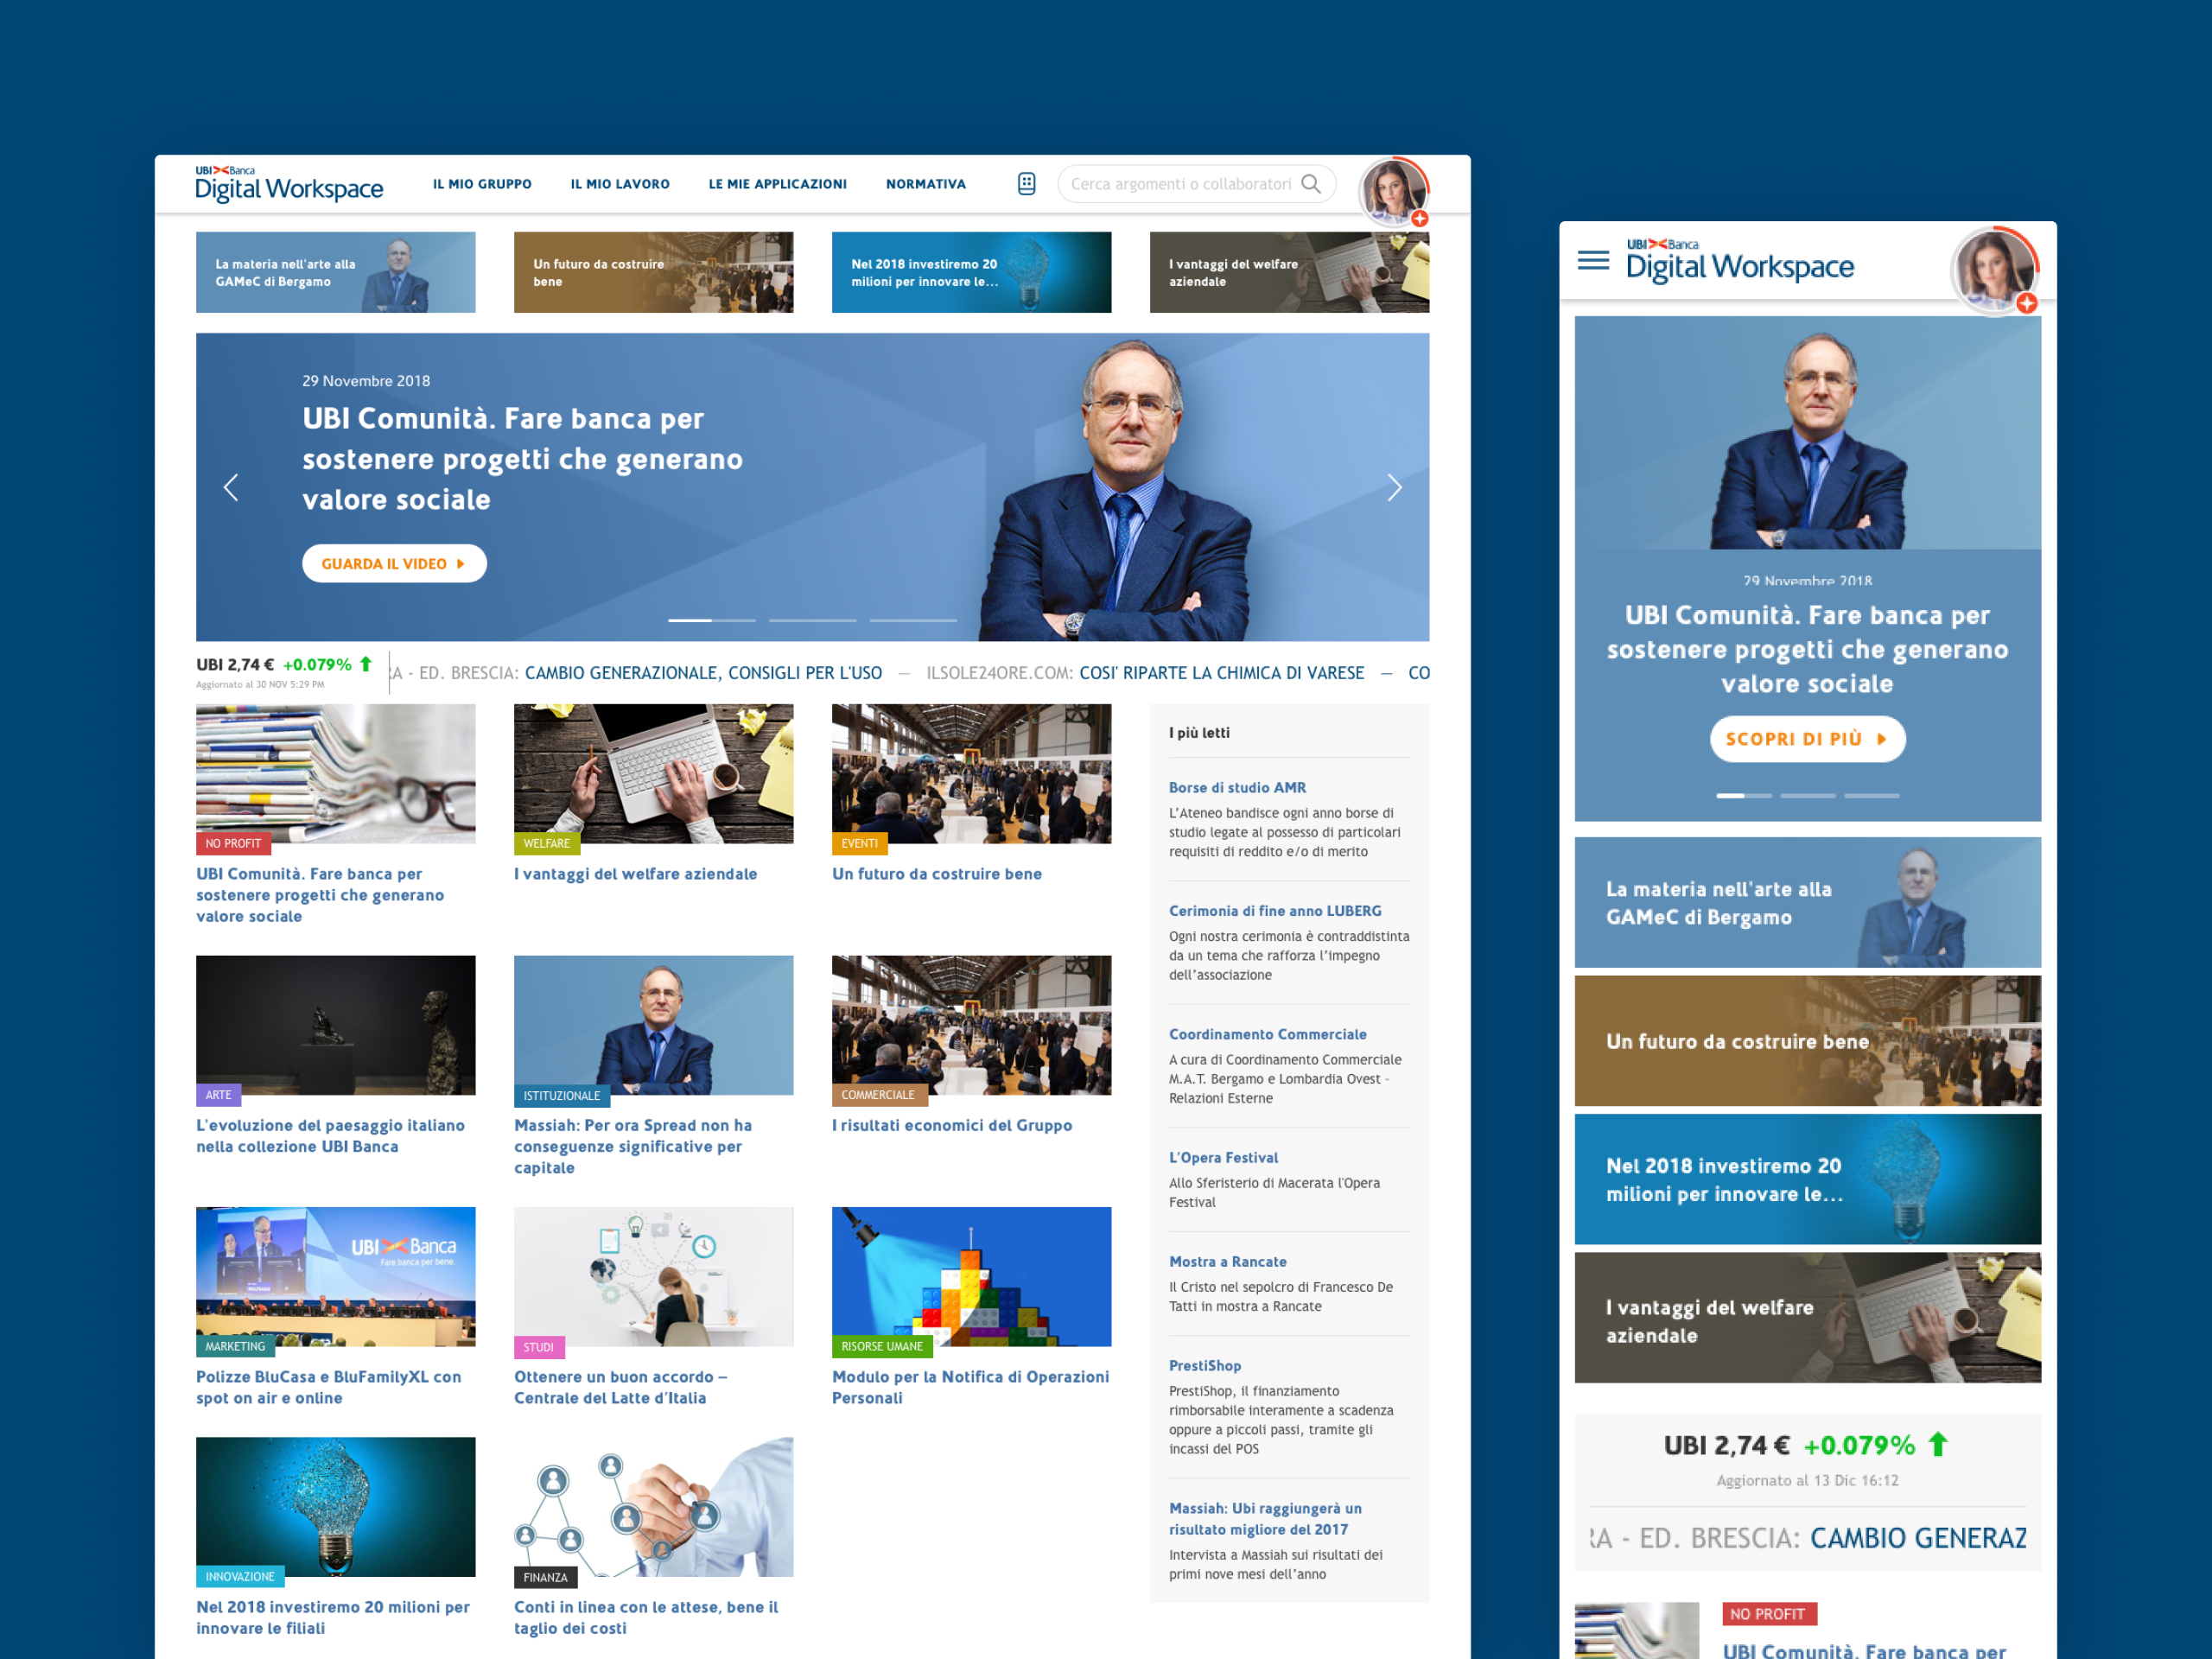 UBI Banca
Digital Workspace
IL MIO GRUPPO
IL MIO LAVORO
LE MIE APPLICAZIONI
NORMATIVA
Cerca argomenti o collaboratori
La materia nell'arte alla
GAMeC di Bergamo
Un futuro da costruire
bene
Nel 2018 investiremo 20
milioni per innovare le...
I vantaggi del welfare
aziendale
29 Novembre 2018
UBI Comunità. Fare banca per
sostenere progetti che generano
valore sociale
GUARDA IL VIDEO
UBI 2,74 € +0.079%
Aggiornato al 30 NOV 5:29 PM
RA - ED. BRESCIA: CAMBIO GENERAZIONALE, CONSIGLI PER L'USO — ILSOLE24ORE.COM: COSI' RIPARTE LA CHIMICA DI VARESE — CO
NO PROFIT
UBI Comunità. Fare banca per
sostenere progetti che generano
valore sociale
WELFARE
I vantaggi del welfare aziendale
EVENTI
Un futuro da costruire bene
ARTE
L'evoluzione del paesaggio italiano
nella collezione UBI Banca
ISTITUZIONALE
Massiah: Per ora Spread non ha
conseguenze significative per
capitale
COMMERCIALE
I risultati economici del Gruppo
UBI Banca
Fare banca per bene.
MARKETING
Polizze BluCasa e BluFamilyXL con
spot on air e online
STUDI
Ottenere un buon accordo –
Centrale del Latte d'Italia
RISORSE UMANE
Modulo per la Notifica di Operazioni
Personali
INNOVAZIONE
Nel 2018 investiremo 20 milioni per
innovare le filiali
FINANZA
Conti in linea con le attese, bene il
taglio dei costi
I più letti
Borse di studio AMR
L'Ateneo bandisce ogni anno borse di
studio legate al possesso di particolari
requisiti di reddito e/o di merito
Cerimonia di fine anno LUBERG
Ogni nostra cerimonia è contraddistinta
da un tema che rafforza l'impegno
dell'associazione
Coordinamento Commerciale
A cura di Coordinamento Commerciale
M.A.T. Bergamo e Lombardia Ovest -
Relazioni Esterne
L'Opera Festival
Allo Sferisterio di Macerata l'Opera
Festival
Mostra a Rancate
Il Cristo nel sepolcro di Francesco De
Tatti in mostra a Rancate
PrestiShop
PrestiShop, il finanziamento
rimborsabile interamente a scadenza
oppure a piccoli passi, tramite gli
incassi del POS
Massiah: Ubi raggiungerà un
risultato migliore del 2017
Intervista a Massiah sui risultati dei
primi nove mesi dell'anno
UBI Banca
Digital Workspace
29 Novembre 2018
UBI Comunità. Fare banca per
sostenere progetti che generano
valore sociale
SCOPRI DI PIÙ
La materia nell'arte alla
GAMeC di Bergamo
Un futuro da costruire bene
Nel 2018 investiremo 20
milioni per innovare le...
I vantaggi del welfare
aziendale
UBI 2,74 € +0.079%
Aggiornato al 13 Dic 16:12
RA - ED. BRESCIA: CAMBIO GENERAZ
NO PROFIT
UBI Comunità. Fare banca per